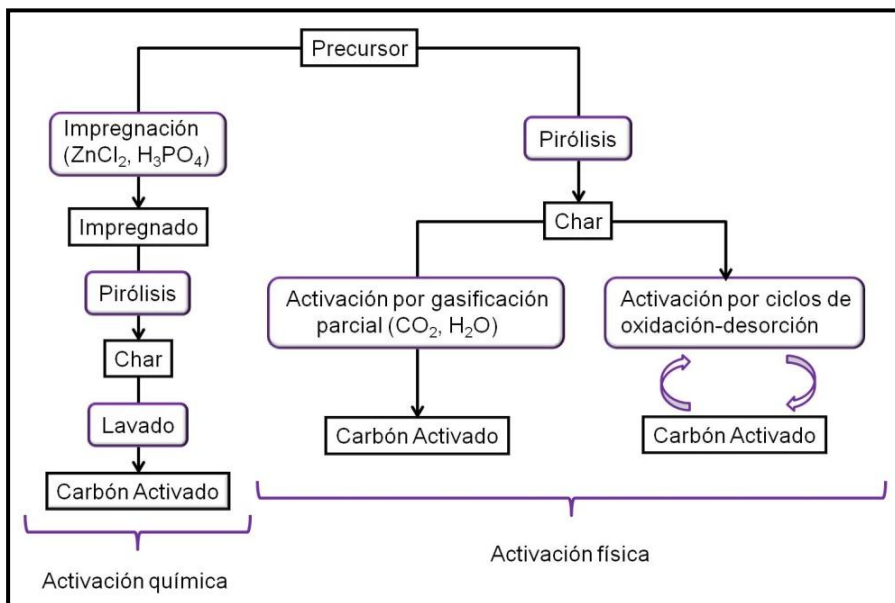 Precursor
Impregnación
(ZnCl₂, H₃PO₄)
Impregnado
Pirólisis
Char
Lavado
Carbón Activado
Activación química
Pirólisis
Char
Activación por gasificación
parcial (CO₂, H₂O)
Carbón Activado
Activación por ciclos de
oxidación-desorción
Carbón Activado
Activación física